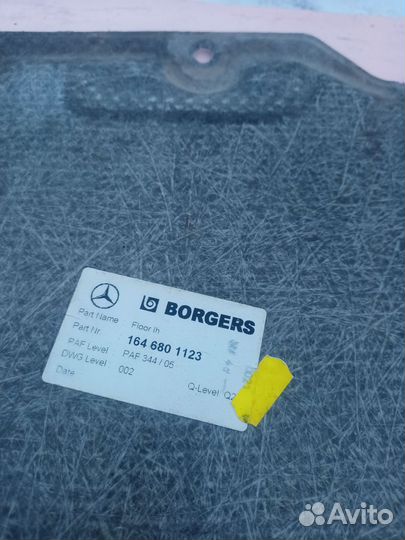 BORGERS
Part Name Floor lh
Part Nr. 164 680 1123
PAF Level : PAF 344 / 05
DWG Level 002
Date Q-Level Q2
Avito